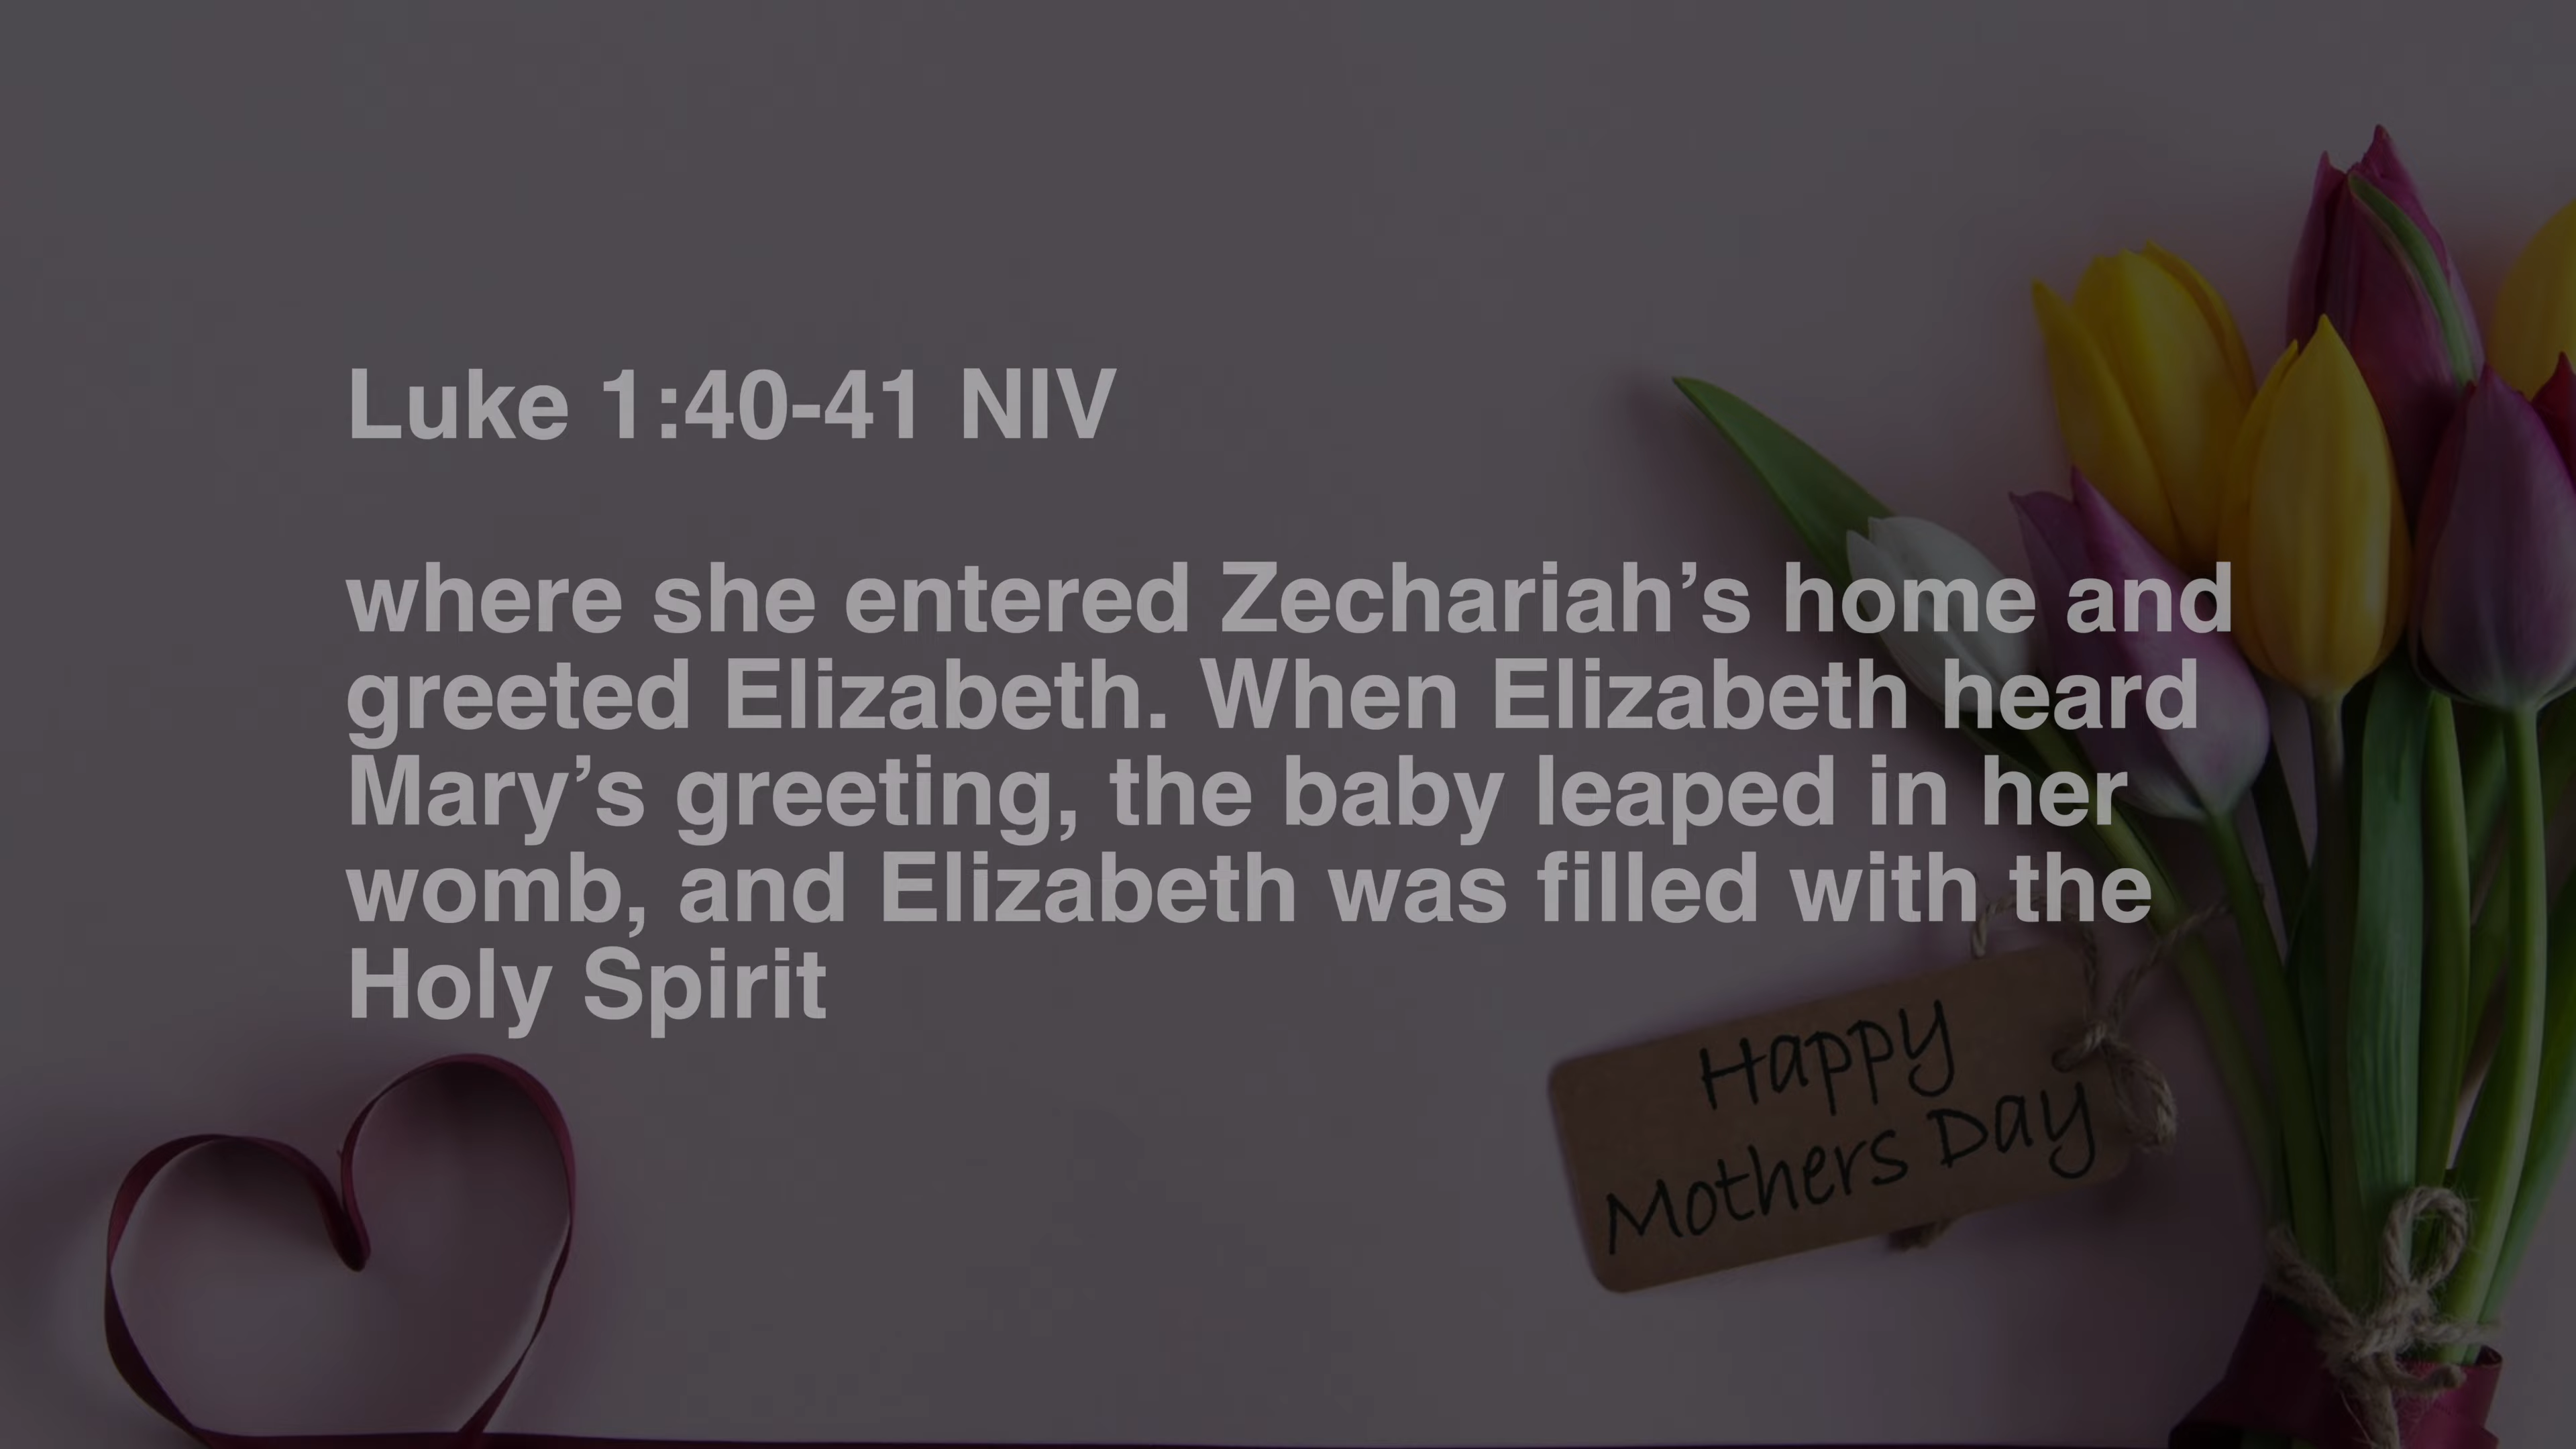 Luke 1:40-41 NIV
where she entered Zechariah’s home and
greeted Elizabeth. When Elizabeth heard
Mary’s greeting, the baby leaped in her
womb, and Elizabeth was filled with the
Holy Spirit
Happy
Mothers Day